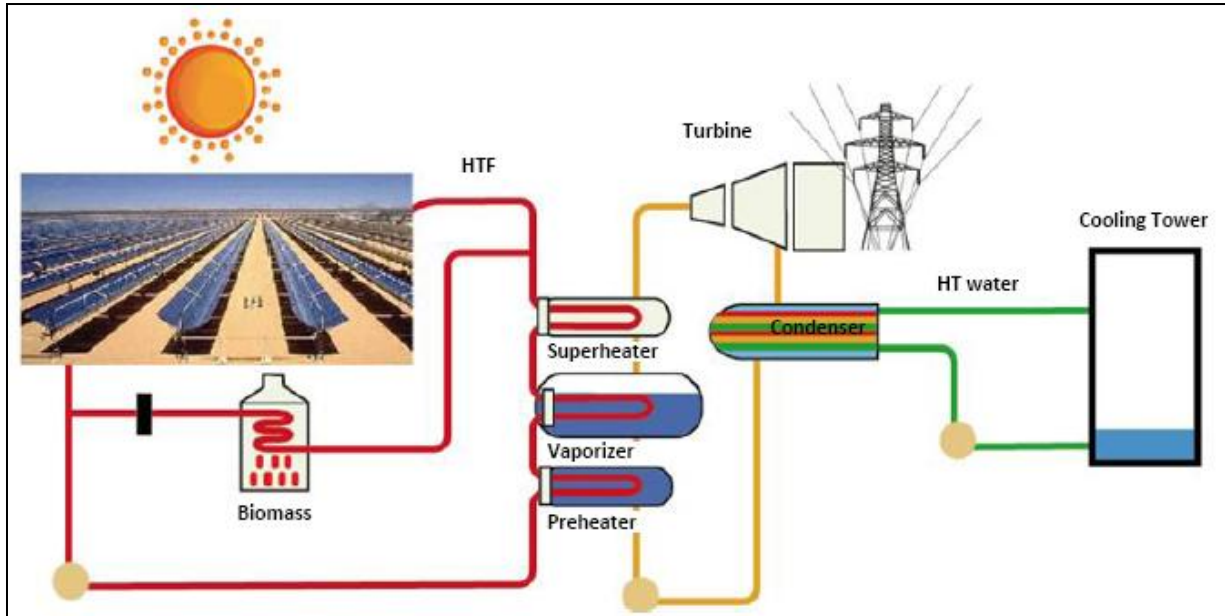 Turbine
HTF
Cooling Tower
HT water
Condenser
Superheater
Vaporizer
Biomass
Preheater